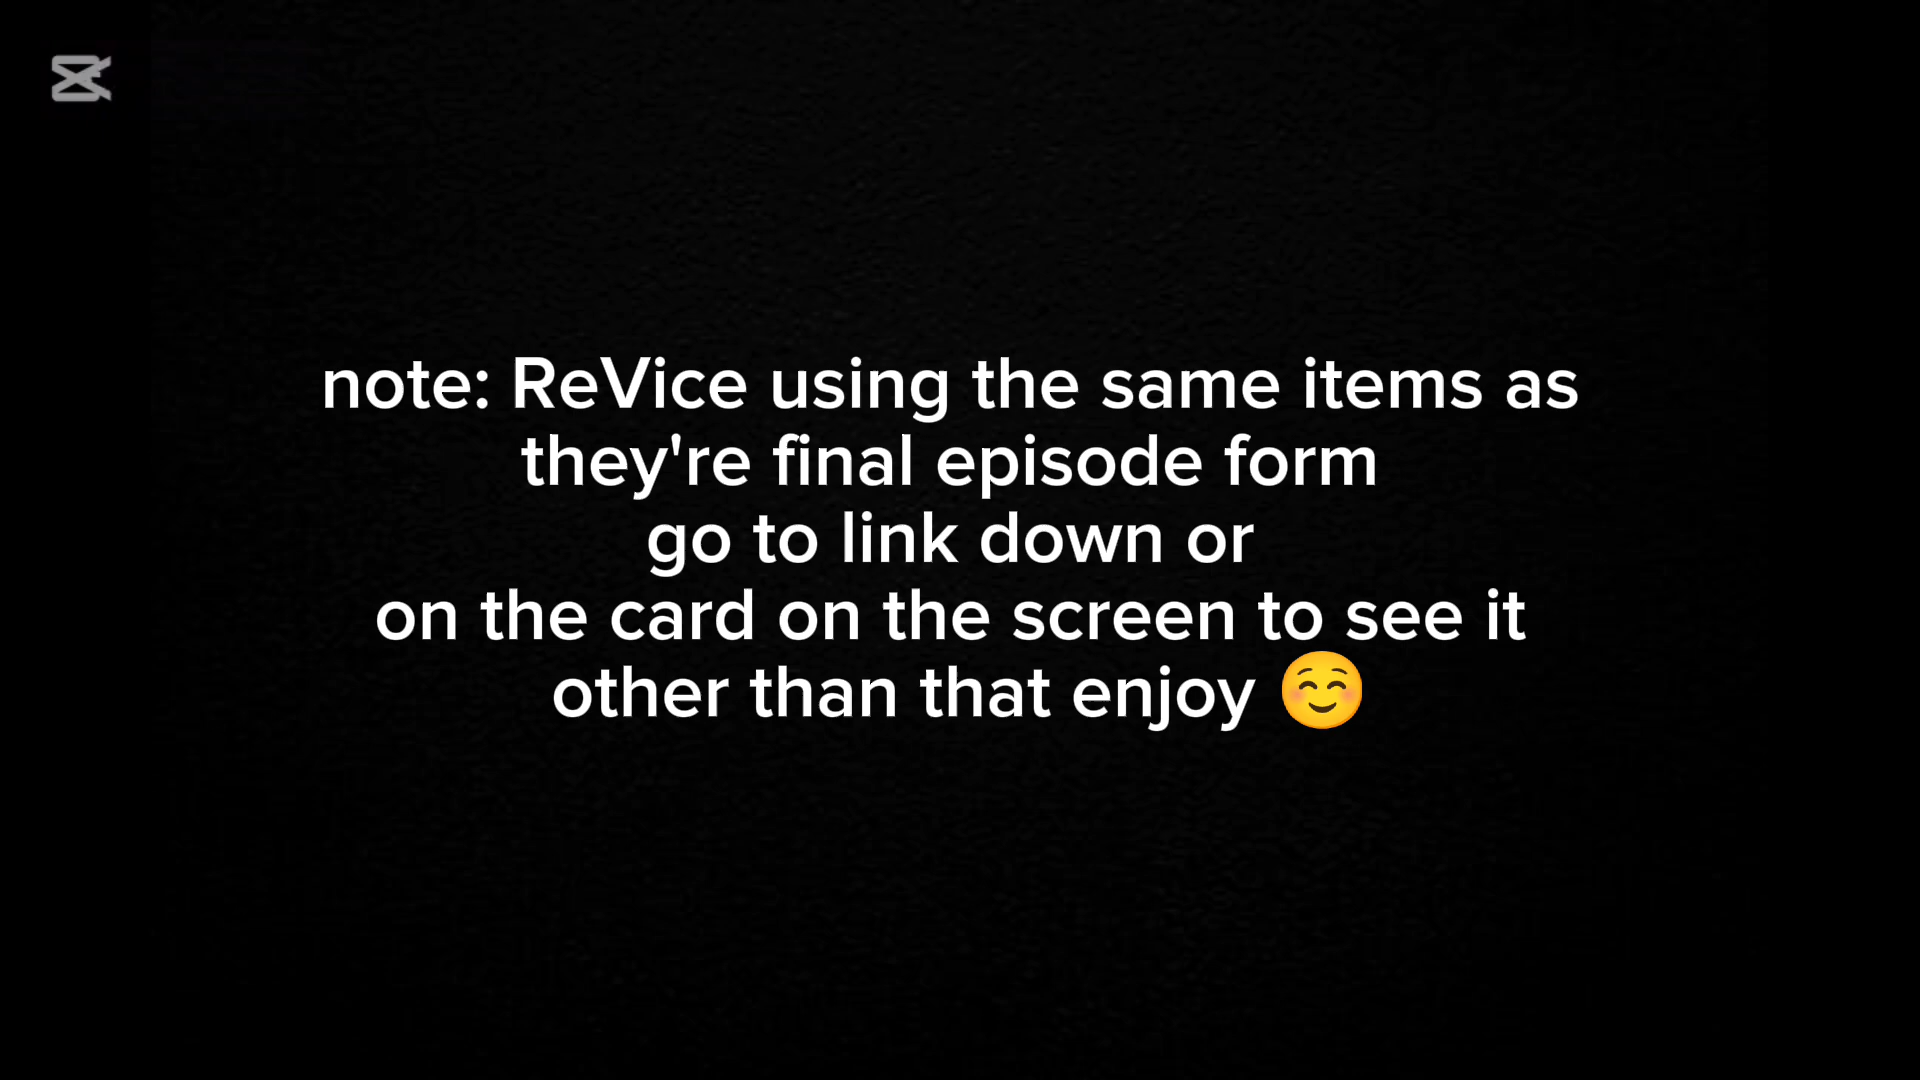 note: ReVice using the same items as
they're final episode form
go to link down or
on the card on the screen to see it
other than that enjoy ☺️